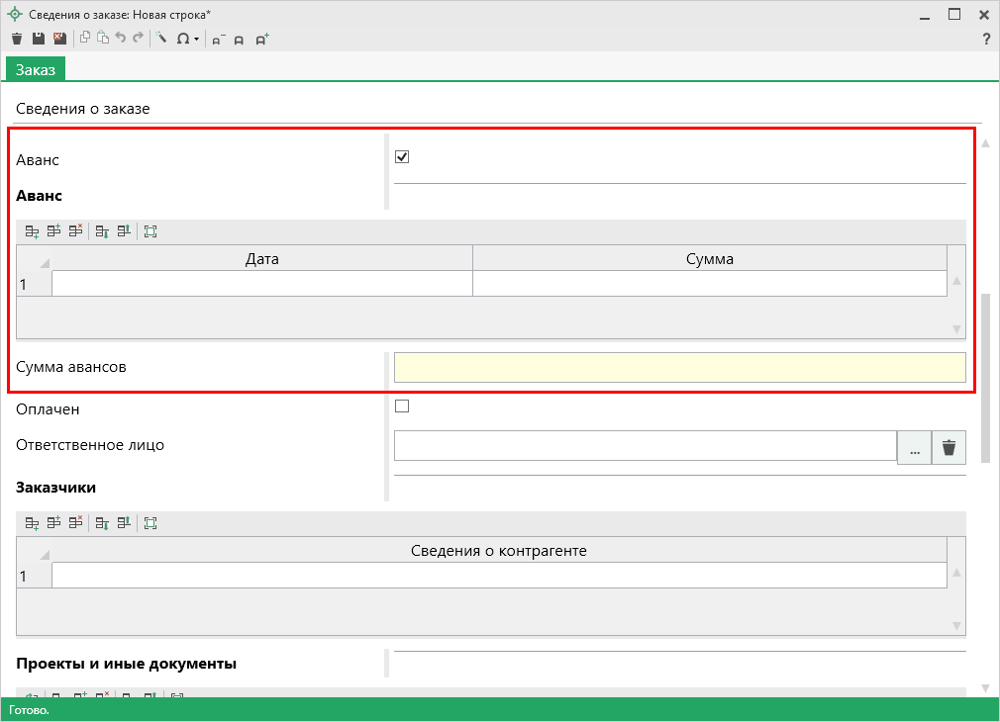 Сведения о заказе: Новая строка*
?
Заказ
Сведения о заказе
Аванс
Аванс
Дата Сумма
1
Сумма авансов
Оплачен
Ответственное лицо ...
Заказчики
Сведения о контрагенте
1
Проекты и иные документы
Готово.